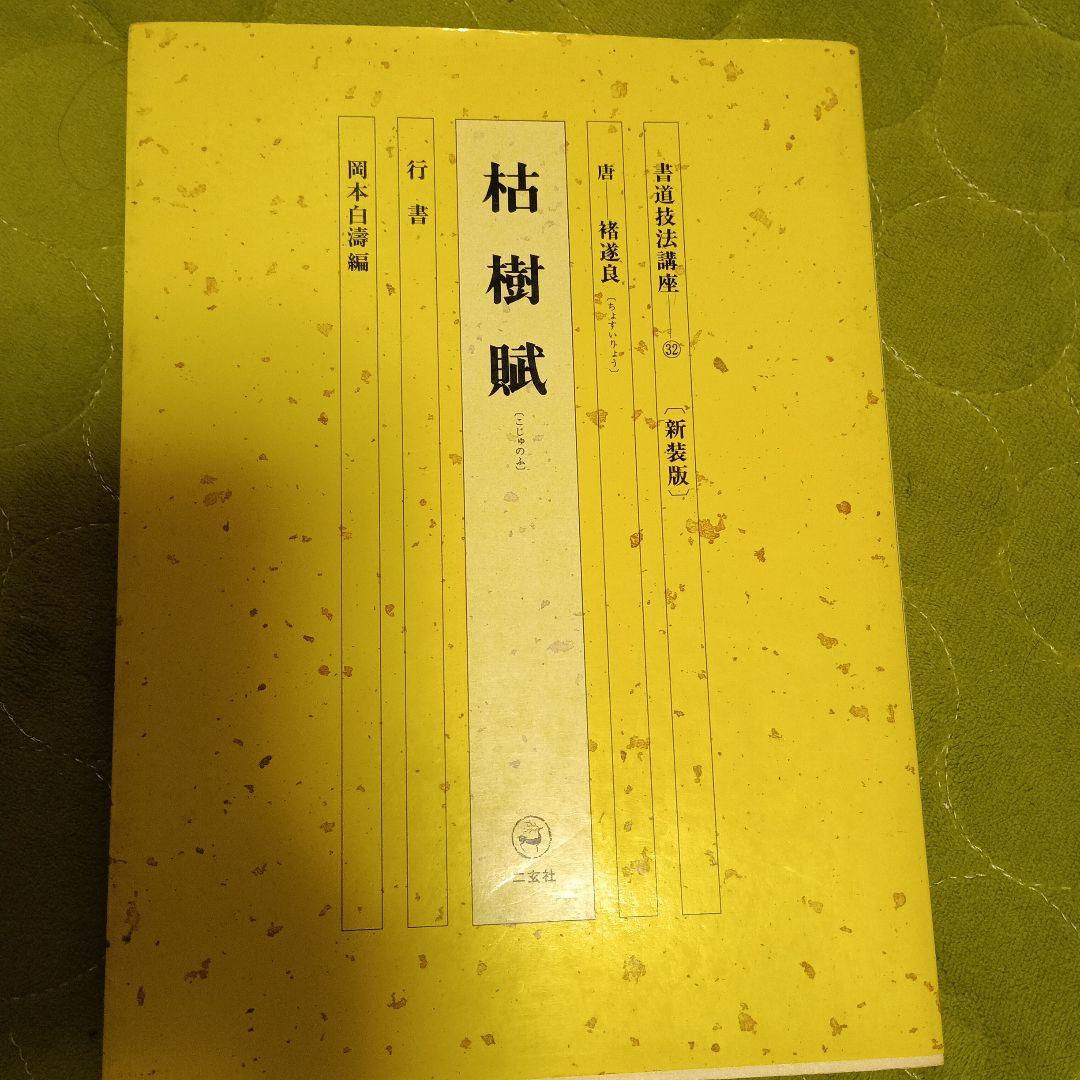 書道技法講座 ㉜ 〔新装版〕
唐 褚遂良〔ちょすいりょう〕
枯樹賦〔こじゅのふ〕
二玄社
行書
岡本白濤編